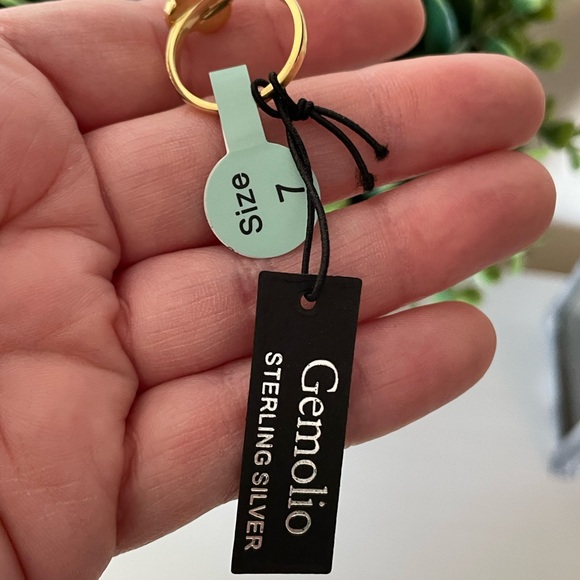 Size
7
Gemolio
STERLING SILVER